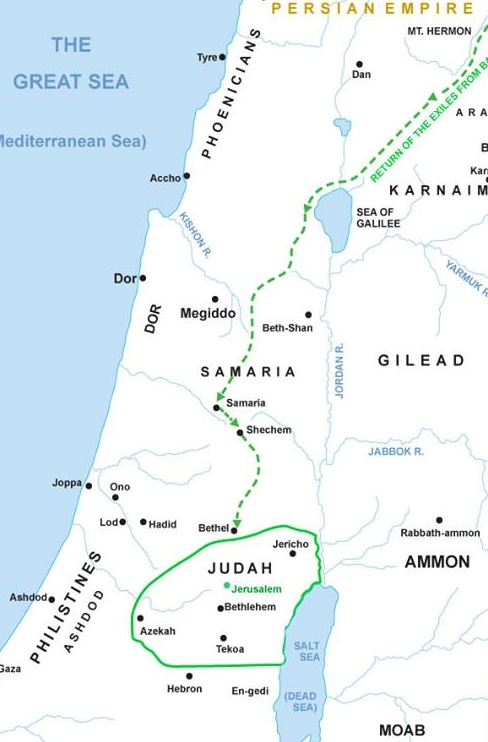 PERSIAN EMPIRE
MT. HERMON
THE
GREAT SEA
Mediterranean Sea)
Tyre
PHOENICIANS
Dan
RETURN OF THE EXILES FROM BA
ARA
B
Kar
KARNAIM
Accho
SEA OF
GALILEE
KISHON R.
YARMUK R.
Dor
DOR
Megiddo
Beth-Shan
SAMARIA
JORDAN R.
GILEAD
Samaria
Shechem
JABBOK R.
Joppa
Ono
Lod
Hadid
Bethel
Jericho
Rabbath-ammon
AMMON
JUDAH
Jerusalem
Bethlehem
Azekah
Tekoa
Ashdod
PHILISTINES
ASHDOD
Gaza
Hebron
En-gedi
SALT
SEA
(DEAD
SEA)
MOAB